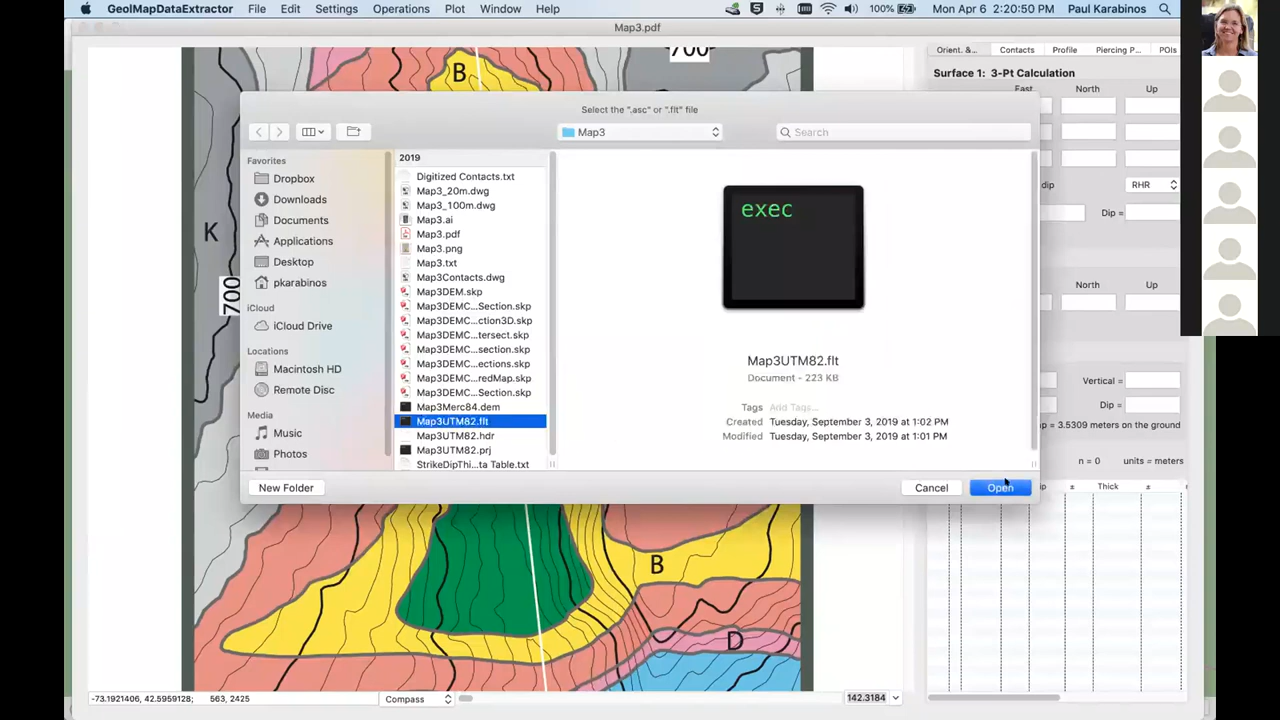 GeolMapDataExtractor File Edit Settings Operations Plot Window Help 100% Mon Apr 6 2:20:50 PM Paul Karabinos
Map3.pdf
700
B
K
700
B
D
Select the ".asc" or ".flt" file
Map3
Search
Favorites
Dropbox
Downloads
Documents
Applications
Desktop
pkarabinos
iCloud
iCloud Drive
Locations
Macintosh HD
Remote Disc
Media
Music
Photos
2019
Digitized Contacts.txt
Map3_20m.dwg
Map3_100m.dwg
Map3.ai
Map3.pdf
Map3.png
Map3.txt
Map3Contacts.dwg
Map3DEM.skp
Map3DEMC...Section.skp
Map3DEMC...ction3D.skp
Map3DEMC...tersect.skp
Map3DEMC...section.skp
Map3DEMC...ections.skp
Map3DEMC...redMap.skp
Map3DEMC...Section.skp
Map3Merc84.dem
Map3UTM82.flt
Map3UTM82.hdr
Map3UTM82.prj
StrikeDipThi...ta Table.txt
exec
Map3UTM82.flt
Document - 223 KB
Tags Add Tags...
Created Tuesday, September 3, 2019 at 1:02 PM
Modified Tuesday, September 3, 2019 at 1:01 PM
New Folder
Cancel
Open
Orient. &... Contacts Profile Piercing P... POIs
Surface 1: 3-Pt Calculation
East North Up
dip RHR
Dip =
North Up
Vertical =
Dip =
= 3.5309 meters on the ground
n = 0 units = meters
± Thick ±
-73.1921406, 42.5959128; 563, 2425
Compass
142.3184